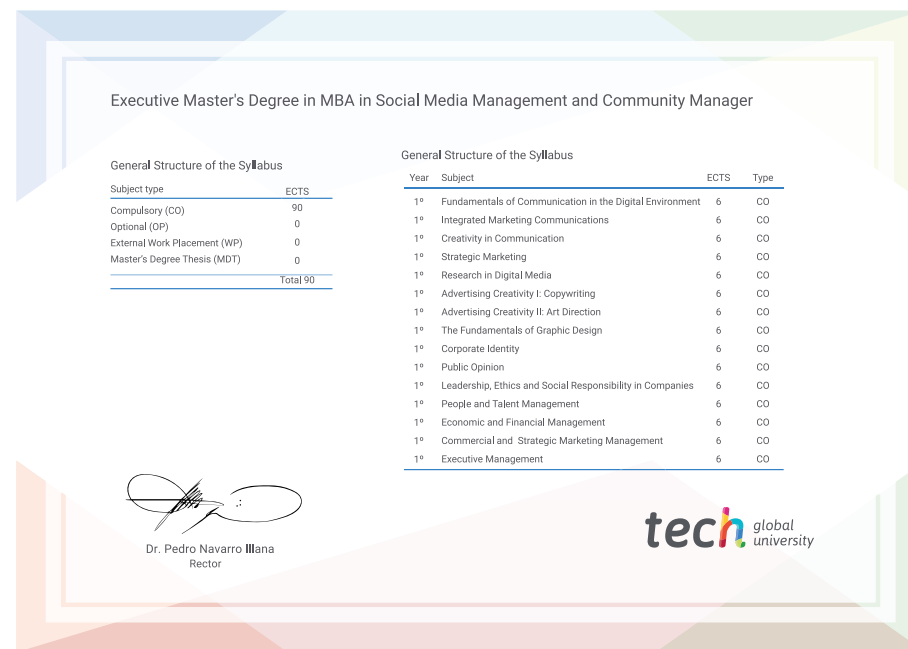 Executive Master's Degree in MBA in Social Media Management and Community Manager
General Structure of the Syllabus
Subject type ECTS
Compulsory (CO) 90
Optional (OP) 0
External Work Placement (WP) 0
Master's Degree Thesis (MDT) 0
Total 90
General Structure of the Syllabus
Year Subject ECTS Type
1º Fundamentals of Communication in the Digital Environment 6 CO
1º Integrated Marketing Communications 6 CO
1º Creativity in Communication 6 CO
1º Strategic Marketing 6 CO
1º Research in Digital Media 6 CO
1º Advertising Creativity I: Copywriting 6 CO
1º Advertising Creativity II: Art Direction 6 CO
1º The Fundamentals of Graphic Design 6 CO
1º Corporate Identity 6 CO
1º Public Opinion 6 CO
1º Leadership, Ethics and Social Responsibility in Companies 6 CO
1º People and Talent Management 6 CO
1º Economic and Financial Management 6 CO
1º Commercial and Strategic Marketing Management 6 CO
1º Executive Management 6 CO
Dr. Pedro Navarro Illana
Rector
tech global
university